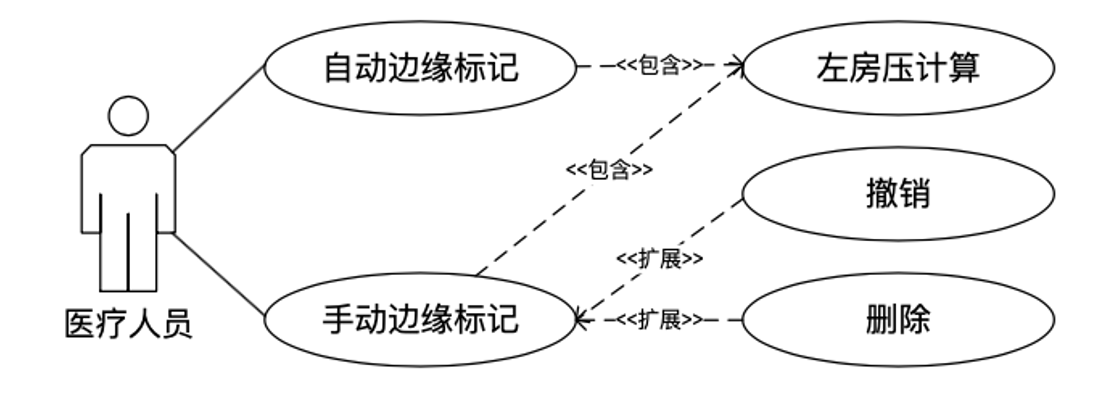 自动边缘标记
<<包含>>
左房压计算
<<包含>>
撤销
<<扩展>>
医疗人员
手动边缘标记
<<扩展>>
删除